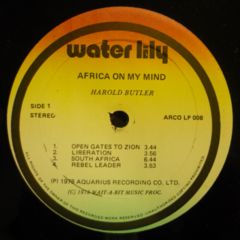 water lily
AFRICA ON MY MIND
HAROLD BUTLER
SIDE 1
STEREO
ARCO LP 008
1 OPEN GATES TO ZION 3.44
2 LIBERATION 3.56
3 SOUTH AFRICA 6.44
4 REBEL LEADER 3.53
(P) 1978 AQUARIUS RECORDING CO. LTD.
(C) 1978 WAIT-A-BIT MUSIC PROC.